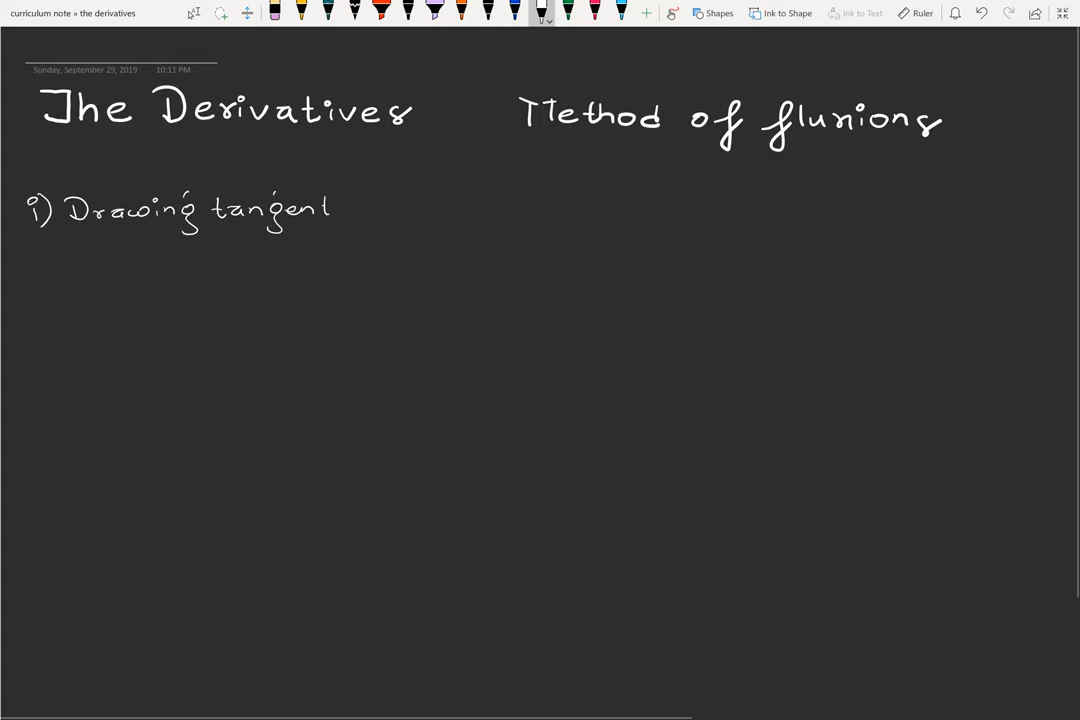 curriculum note » the derivatives
Shapes Ink to Shape Ink to Text Ruler
Sunday, September 29, 2019 10:11 PM
The Derivatives Method of fluxions
i) Drawing tangent